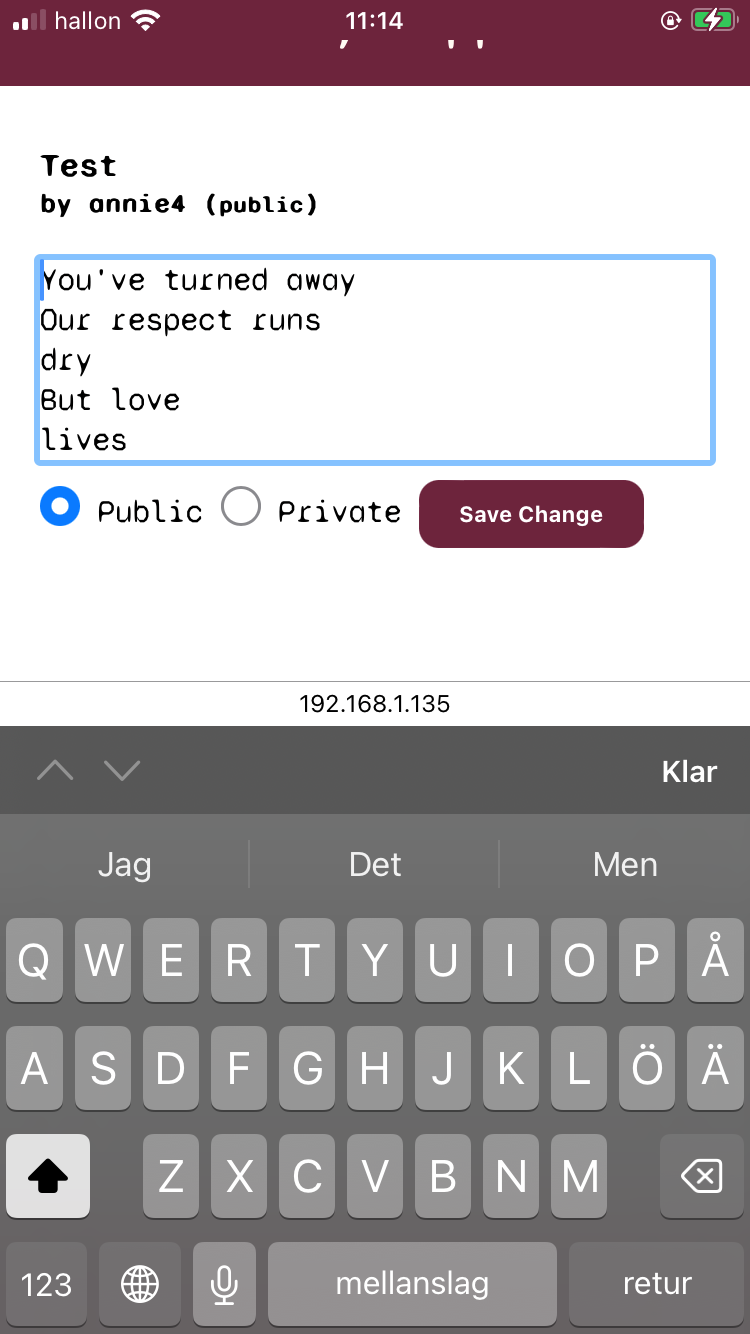 hallon 11:14
Test
by annie4 (public)
You've turned away
Our respect runs
dry
But love
lives
Public Private Save Change
192.168.1.135
Klar
Jag Det Men
Q W E R T Y U I O P Å
A S D F G H J K L Ö Ä
Z X C V B N M
123 mellanslag retur